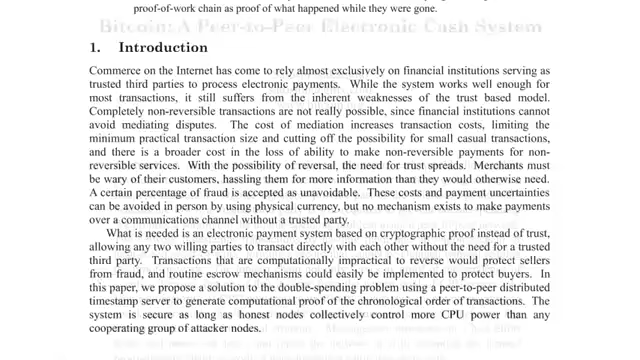 proof-of-work chain as proof of what happened while they were gone.
Bitcoin: A Peer-to-Peer Electronic Cash System
1. Introduction
Commerce on the Internet has come to rely almost exclusively on financial institutions serving as
trusted third parties to process electronic payments. While the system works well enough for
most transactions, it still suffers from the inherent weaknesses of the trust based model.
Completely non-reversible transactions are not really possible, since financial institutions cannot
avoid mediating disputes. The cost of mediation increases transaction costs, limiting the
minimum practical transaction size and cutting off the possibility for small casual transactions,
and there is a broader cost in the loss of ability to make non-reversible payments for non-
reversible services. With the possibility of reversal, the need for trust spreads. Merchants must
be wary of their customers, hassling them for more information than they would otherwise need.
A certain percentage of fraud is accepted as unavoidable. These costs and payment uncertainties
can be avoided in person by using physical currency, but no mechanism exists to make payments
over a communications channel without a trusted party.
What is needed is an electronic payment system based on cryptographic proof instead of trust,
allowing any two willing parties to transact directly with each other without the need for a trusted
third party. Transactions that are computationally impractical to reverse would protect sellers
from fraud, and routine escrow mechanisms could easily be implemented to protect buyers. In
this paper, we propose a solution to the double-spending problem using a peer-to-peer distributed
timestamp server to generate computational proof of the chronological order of transactions. The
system is secure as long as honest nodes collectively control more CPU power than any
cooperating group of attacker nodes.